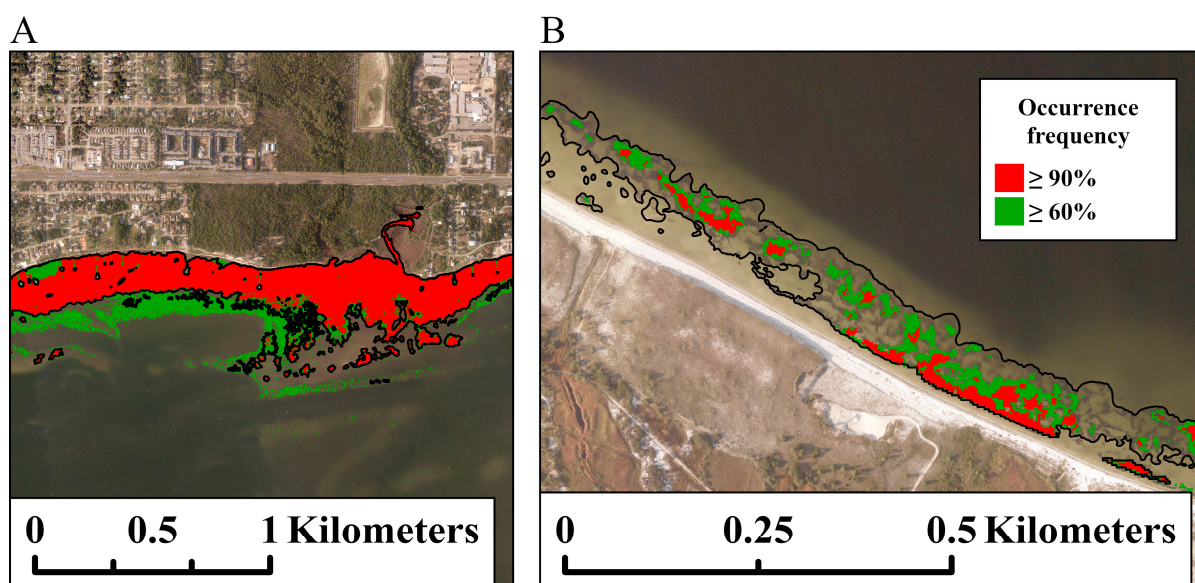 A
B
Occurrence
frequency
≥ 90%
≥ 60%
0 0.5 1 Kilometers
0 0.25 0.5 Kilometers